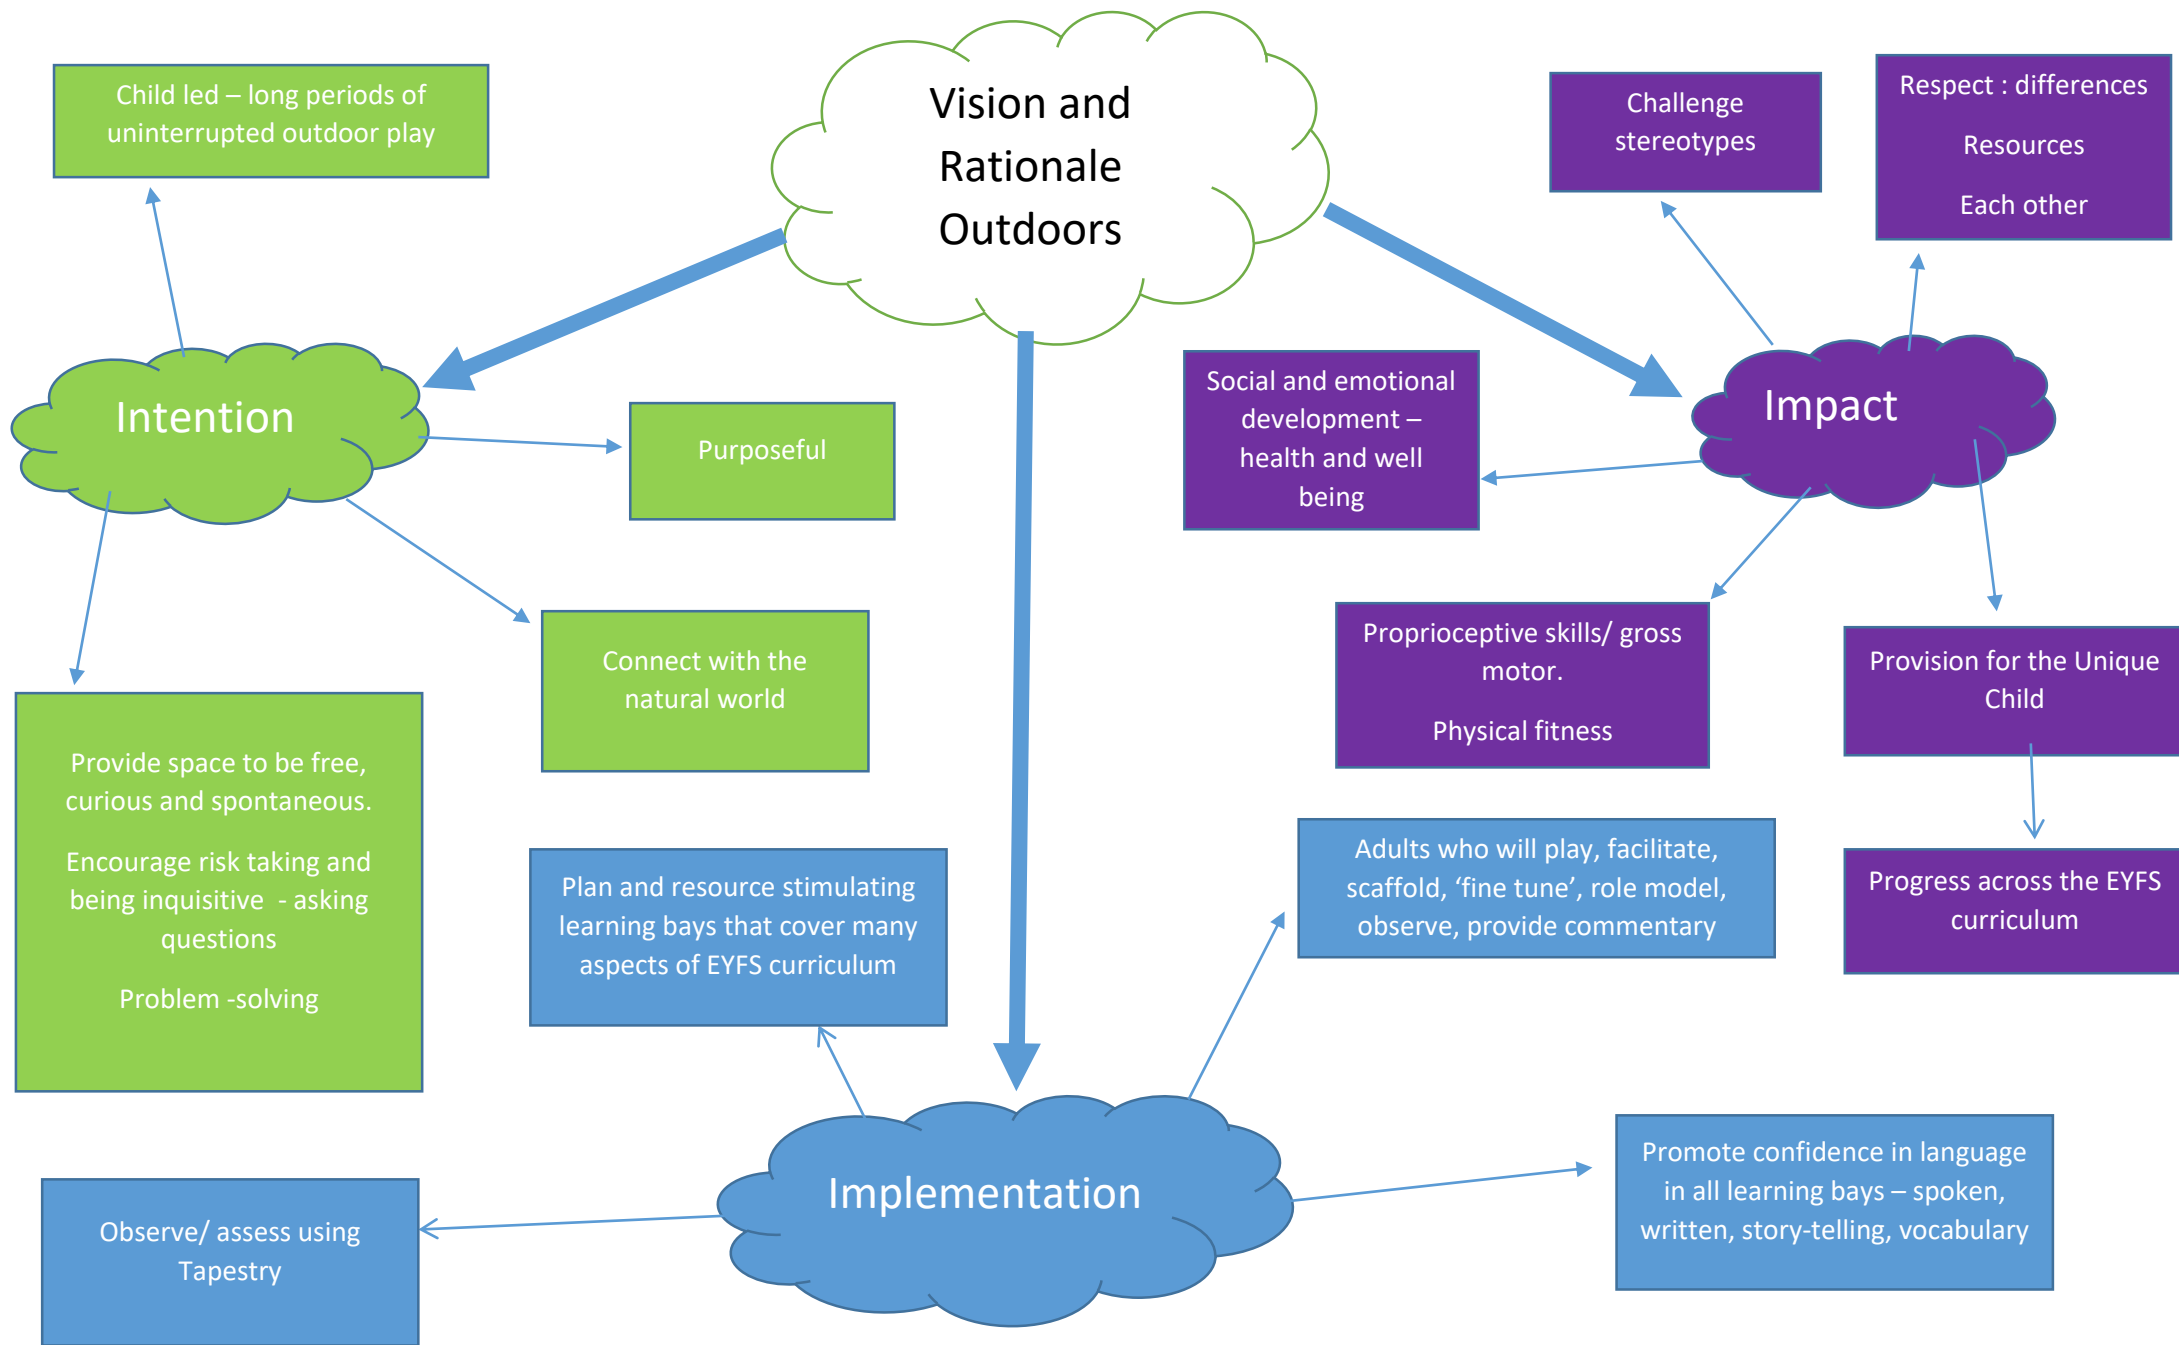 Vision and
Rationale
Outdoors
Child led – long periods of
uninterrupted outdoor play
Challenge
stereotypes
Respect : differences
Resources
Each other
Intention
Purposeful
Social and emotional
development –
health and well
being
Impact
Connect with the
natural world
Proprioceptive skills/ gross
motor.
Physical fitness
Provision for the Unique
Child
Provide space to be free,
curious and spontaneous.
Encourage risk taking and
being inquisitive  - asking
questions
Problem -solving
Plan and resource stimulating
learning bays that cover many
aspects of EYFS curriculum
Adults who will play, facilitate,
scaffold, ‘fine tune’, role model,
observe, provide commentary
Progress across the EYFS
curriculum
Observe/ assess using
Tapestry
Implementation
Promote confidence in language
in all learning bays – spoken,
written, story-telling, vocabulary